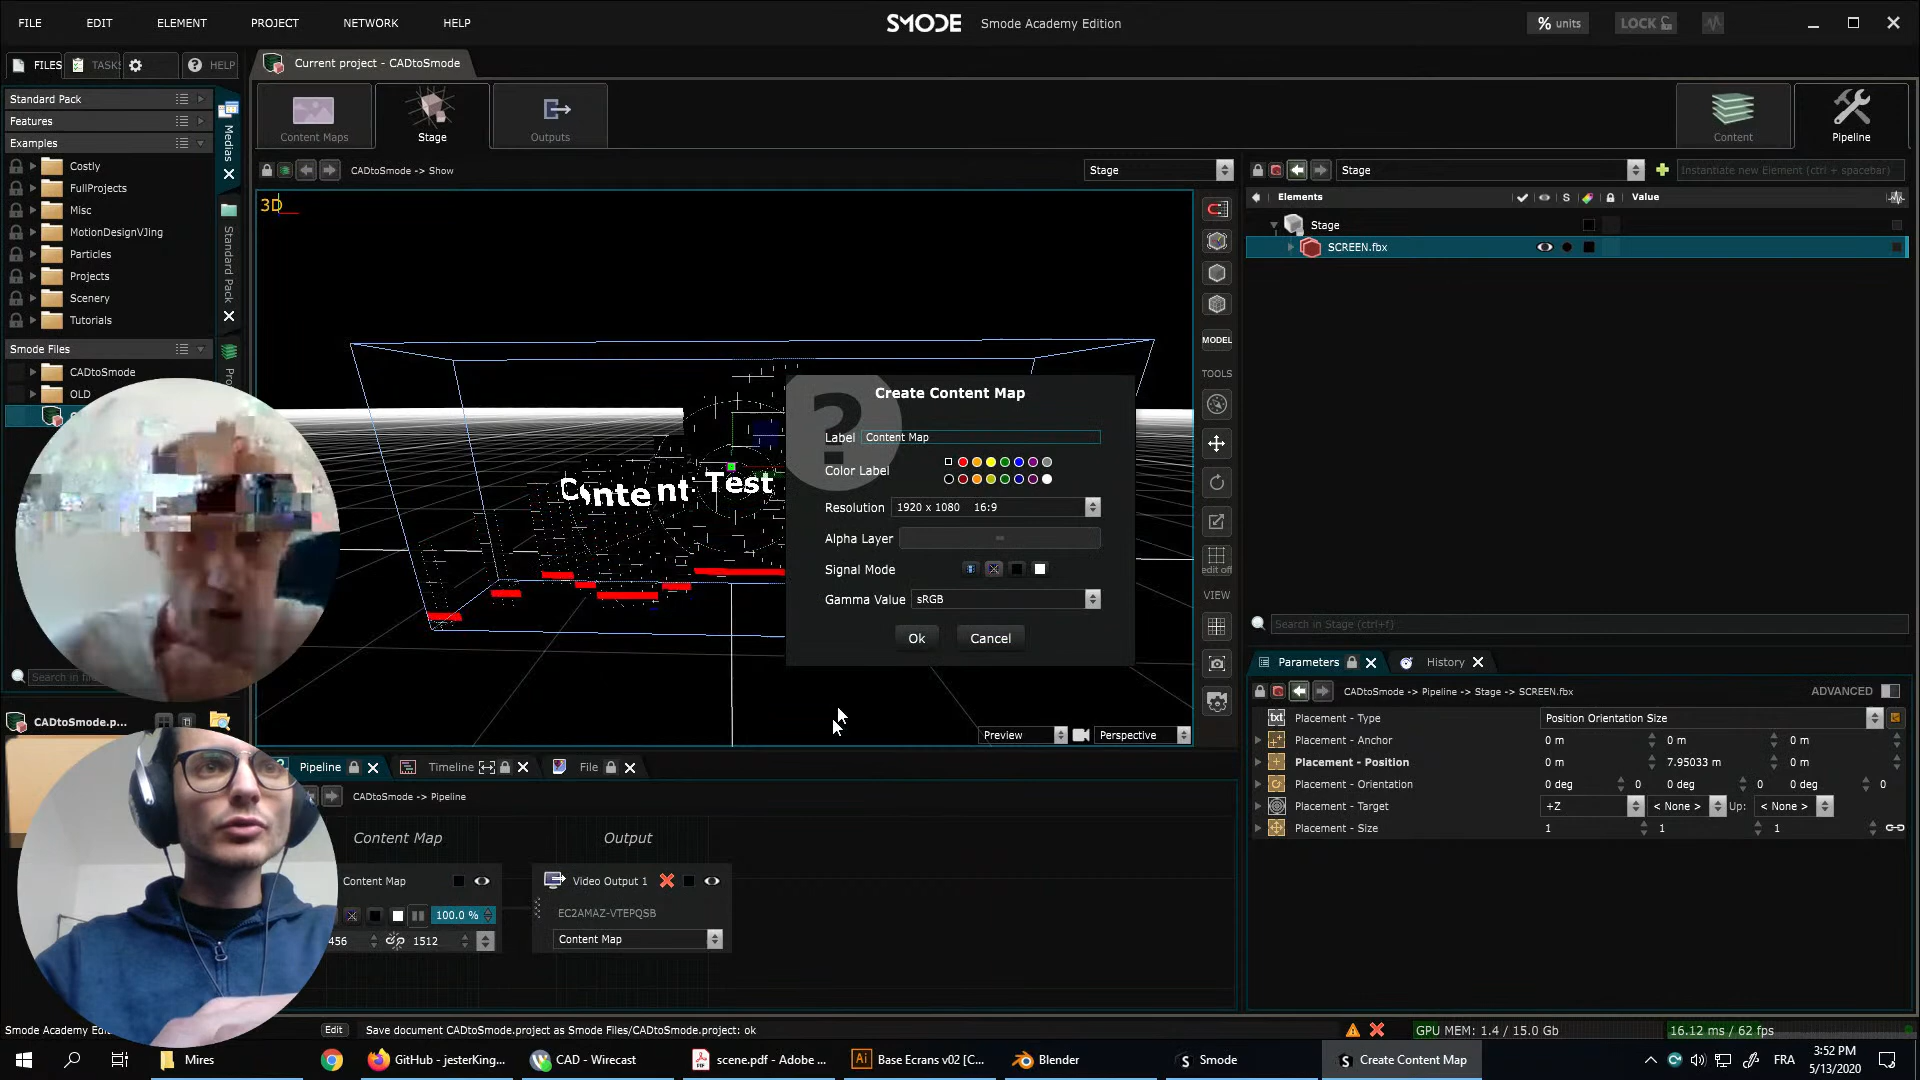 FILE EDIT ELEMENT PROJECT NETWORK HELP SMODE Smode Academy Edition % units LOCK
FILES TASKS HELP Current project - CADtoSmode
Standard Pack
Features
Examples
Costly
FullProjects
Misc
MotionDesignVJing
Particles
Projects
Scenery
Tutorials
Smode Files
CADtoSmode
OLD
Medias
Standard Pack
Content Maps Stage Outputs Content Pipeline
CADtoSmode -> Show Stage
3D
Content Test
Create Content Map
Label Content Map
Color Label
Resolution 1920 x 1080 16:9
Alpha Layer
Signal Mode
Gamma Value sRGB
Ok Cancel
Preview Perspective
MODEL
TOOLS
edit off
VIEW
Stage Instantiate new Element (ctrl + spacebar)
Elements S Value
Stage
SCREEN.fbx
Search in Stage (ctrl+f)
Parameters History
CADtoSmode -> Pipeline -> Stage -> SCREEN.fbx ADVANCED
txt Placement - Type Position Orientation Size
Placement - Anchor 0 m 0 m 0 m
Placement - Position 0 m 7.95033 m 0 m
Placement - Orientation 0 deg 0 0 deg 0 0 deg 0
Placement - Target +Z < None > Up: < None >
Placement - Size 1 1 1
Search in
CADtoSmode.p...
Pipeline Timeline File
CADtoSmode -> Pipeline
Content Map Output
Content Map Video Output 1
100.0 % EC2AMAZ-VTEPQSB
456 1512 Content Map
Smode Academy Edit Save document CADtoSmode.project as Smode Files/CADtoSmode.project: ok GPU MEM: 1.4 / 15.0 Gb 16.12 ms / 62 fps
Mires GitHub - jesterKing... CAD - Wirecast scene.pdf - Adobe ... Base Ecrans v02 [C... Blender Smode Create Content Map FRA 3:52 PM
5/13/2020